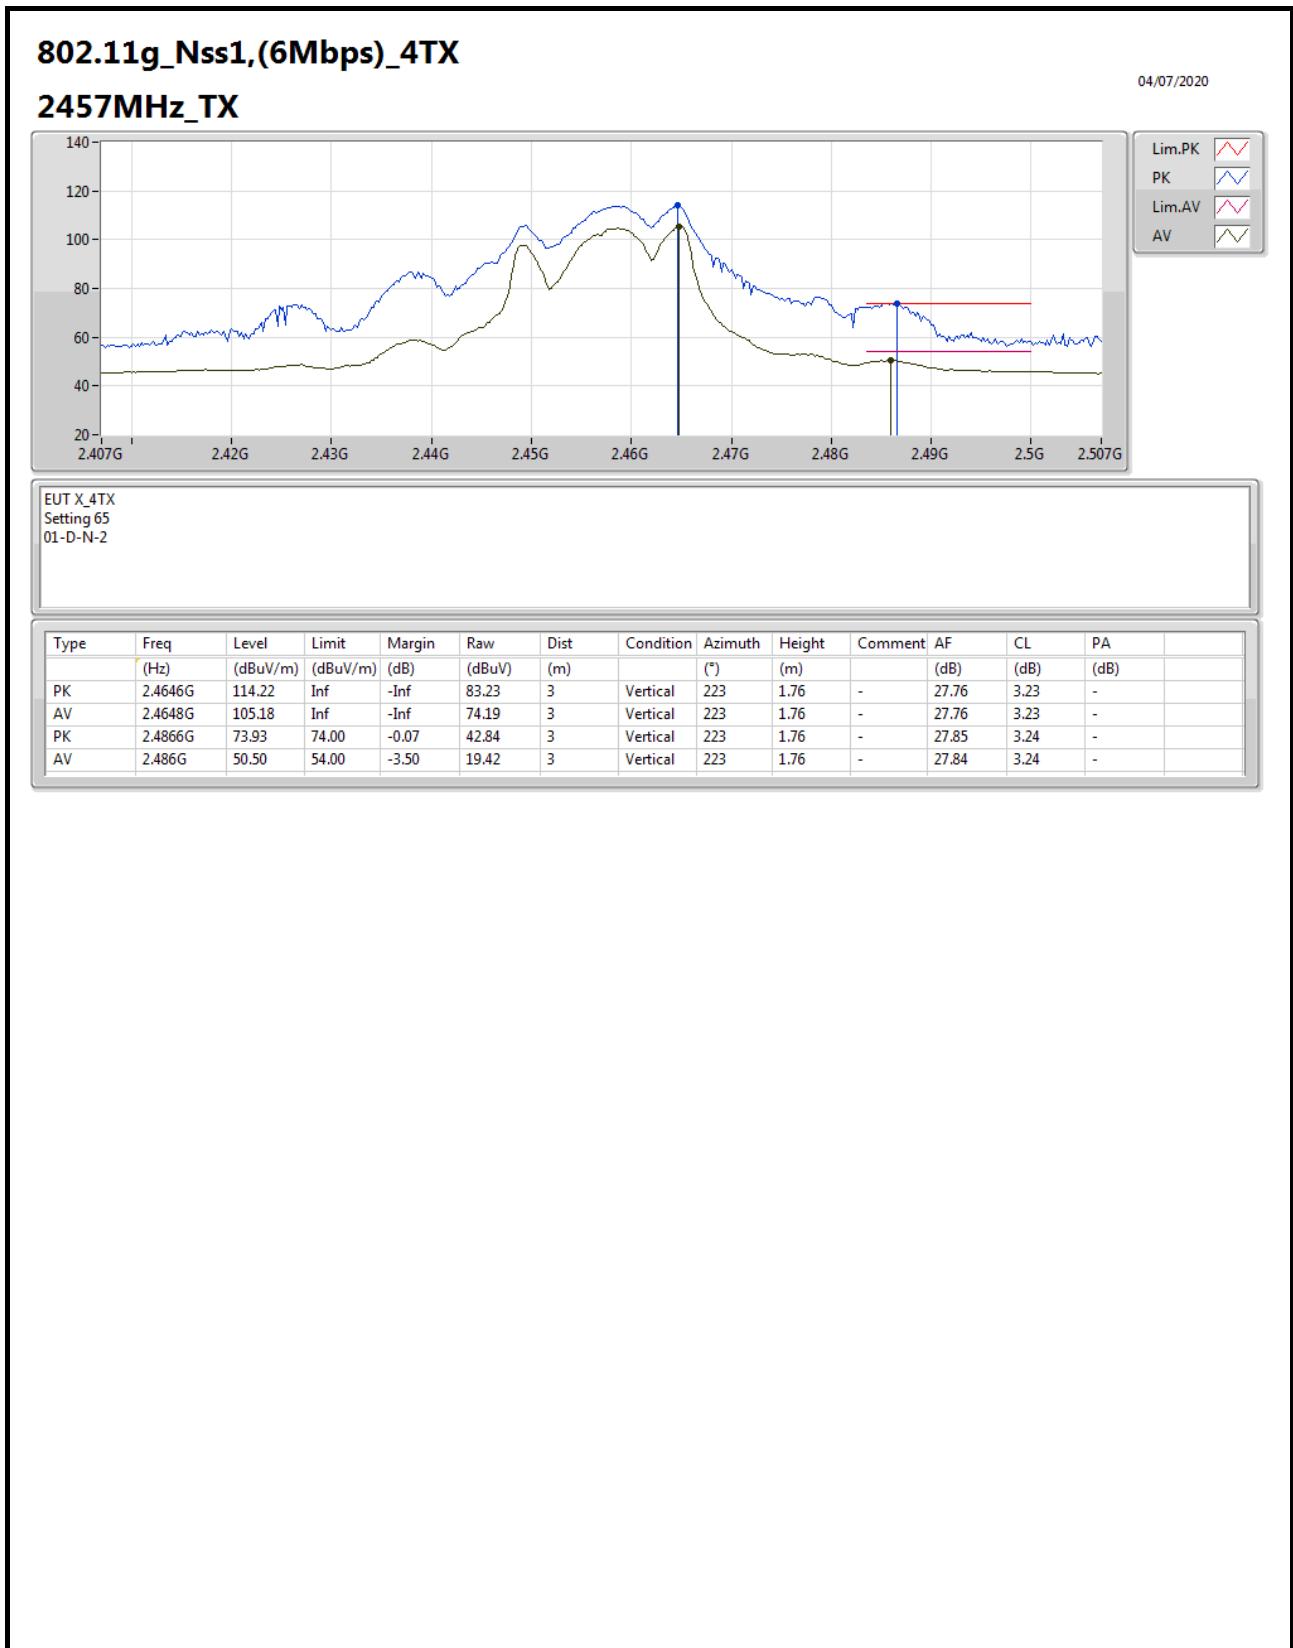 802.11g_Nss1,(6Mbps)_4TX
04/07/2020
2457MHz_TX
140
120
100
80
60
40
20
2.407G 2.42G 2.43G 2.44G 2.45G 2.46G 2.47G 2.48G 2.49G 2.5G 2.507G
Lim.PK
PK
Lim.AV
AV
EUT X_4TX
Setting 65
01-D-N-2
Type Freq Level Limit Margin Raw Dist Condition Azimuth Height Comment AF CL PA
(Hz) (dBuV/m) (dBuV/m) (dB) (dBuV) (m) (°) (m) (dB) (dB) (dB)
PK 2.4646G 114.22 Inf -Inf 83.23 3 Vertical 223 1.76 - 27.76 3.23 -
AV 2.4648G 105.18 Inf -Inf 74.19 3 Vertical 223 1.76 - 27.76 3.23 -
PK 2.4866G 73.93 74.00 -0.07 42.84 3 Vertical 223 1.76 - 27.85 3.24 -
AV 2.486G 50.50 54.00 -3.50 19.42 3 Vertical 223 1.76 - 27.84 3.24 -